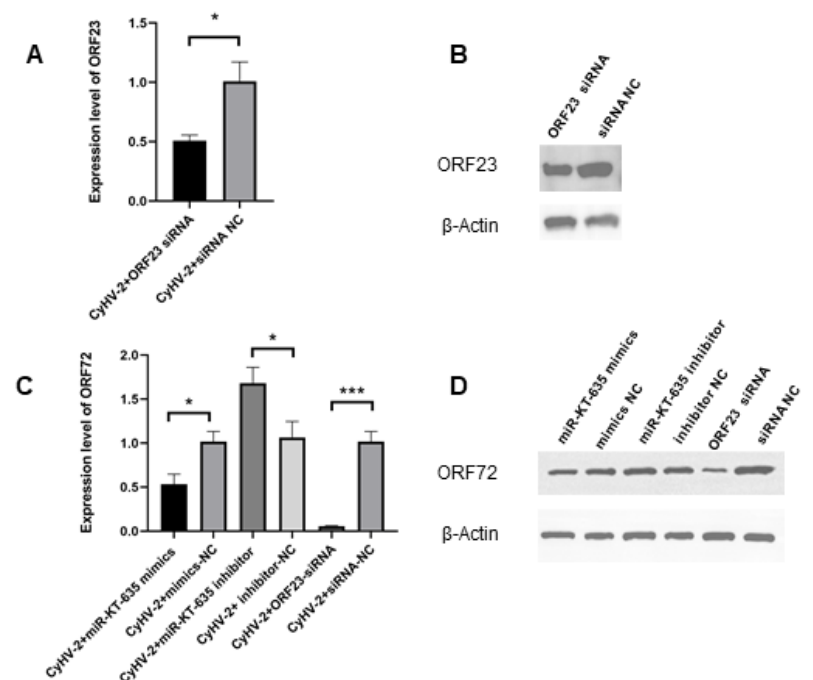 A
Expression level of ORF23
1.5
1.0
0.5
0.0
*
CyHV-2+ORF23 siRNA
CyHV-2+siRNA NC
B
ORF23 siRNA
siRNA NC
ORF23
β-Actin
C
Expression level of ORF72
2.0
1.5
1.0
0.5
0.0
*
*
***
CyHV-2+miR-KT-635 mimics
CyHV-2+mimics-NC
CyHV-2+miR-KT-635 inhibitor
CyHV-2+ inhibitor-NC
CyHV-2+ORF23-siRNA
CyHV-2+siRNA-NC
D
miR-KT-635 mimics
mimics NC
miR-KT-635 inhibitor
inhibitor NC
ORF23 siRNA
siRNA NC
ORF72
β-Actin